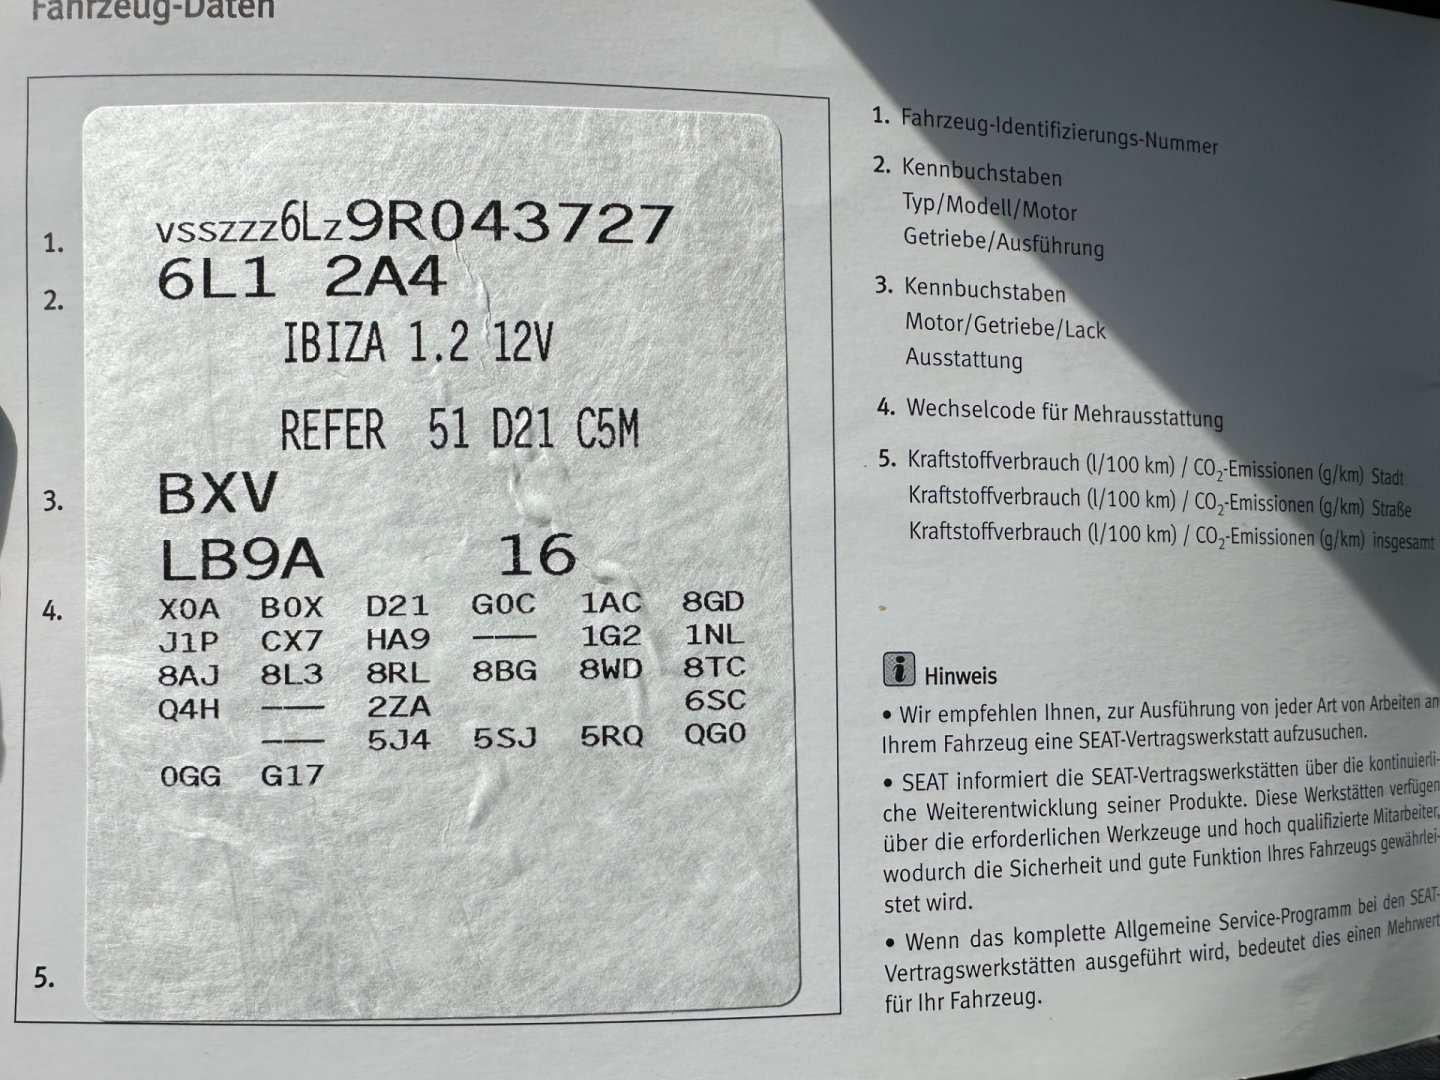 Fahrzeug-Daten
1. vsszzz6Lz9R043727
2. 6L1 2A4
IBIZA 1.2 12V
REFER 51 D21 C5M
3. BXV
LB9A 16
4. X0A B0X D21 G0C 1AC 8GD
J1P CX7 HA9 --- 1G2 1NL
8AJ 8L3 8RL 8BG 8WD 8TC
Q4H --- 2ZA 6SC
--- 5J4 5SJ 5RQ QG0
0GG G17
5.
1. Fahrzeug-Identifizierungs-Nummer
2. Kennbuchstaben
Typ/Modell/Motor
Getriebe/Ausführung
3. Kennbuchstaben
Motor/Getriebe/Lack
Ausstattung
4. Wechselcode für Mehrausstattung
5. Kraftstoffverbrauch (l/100 km) / CO₂-Emissionen (g/km) Stadt
Kraftstoffverbrauch (l/100 km) / CO₂-Emissionen (g/km) Straße
Kraftstoffverbrauch (l/100 km) / CO₂-Emissionen (g/km) insgesamt
i Hinweis
• Wir empfehlen Ihnen, zur Ausführung von jeder Art von Arbeiten an
Ihrem Fahrzeug eine SEAT-Vertragswerkstatt aufzusuchen.
• SEAT informiert die SEAT-Vertragswerkstätten über die kontinuierli-
che Weiterentwicklung seiner Produkte. Diese Werkstätten verfügen
über die erforderlichen Werkzeuge und hoch qualifizierte Mitarbeiter,
wodurch die Sicherheit und gute Funktion Ihres Fahrzeugs gewährlei-
stet wird.
• Wenn das komplette Allgemeine Service-Programm bei den SEAT-
Vertragswerkstätten ausgeführt wird, bedeutet dies einen Mehrwert
für Ihr Fahrzeug.